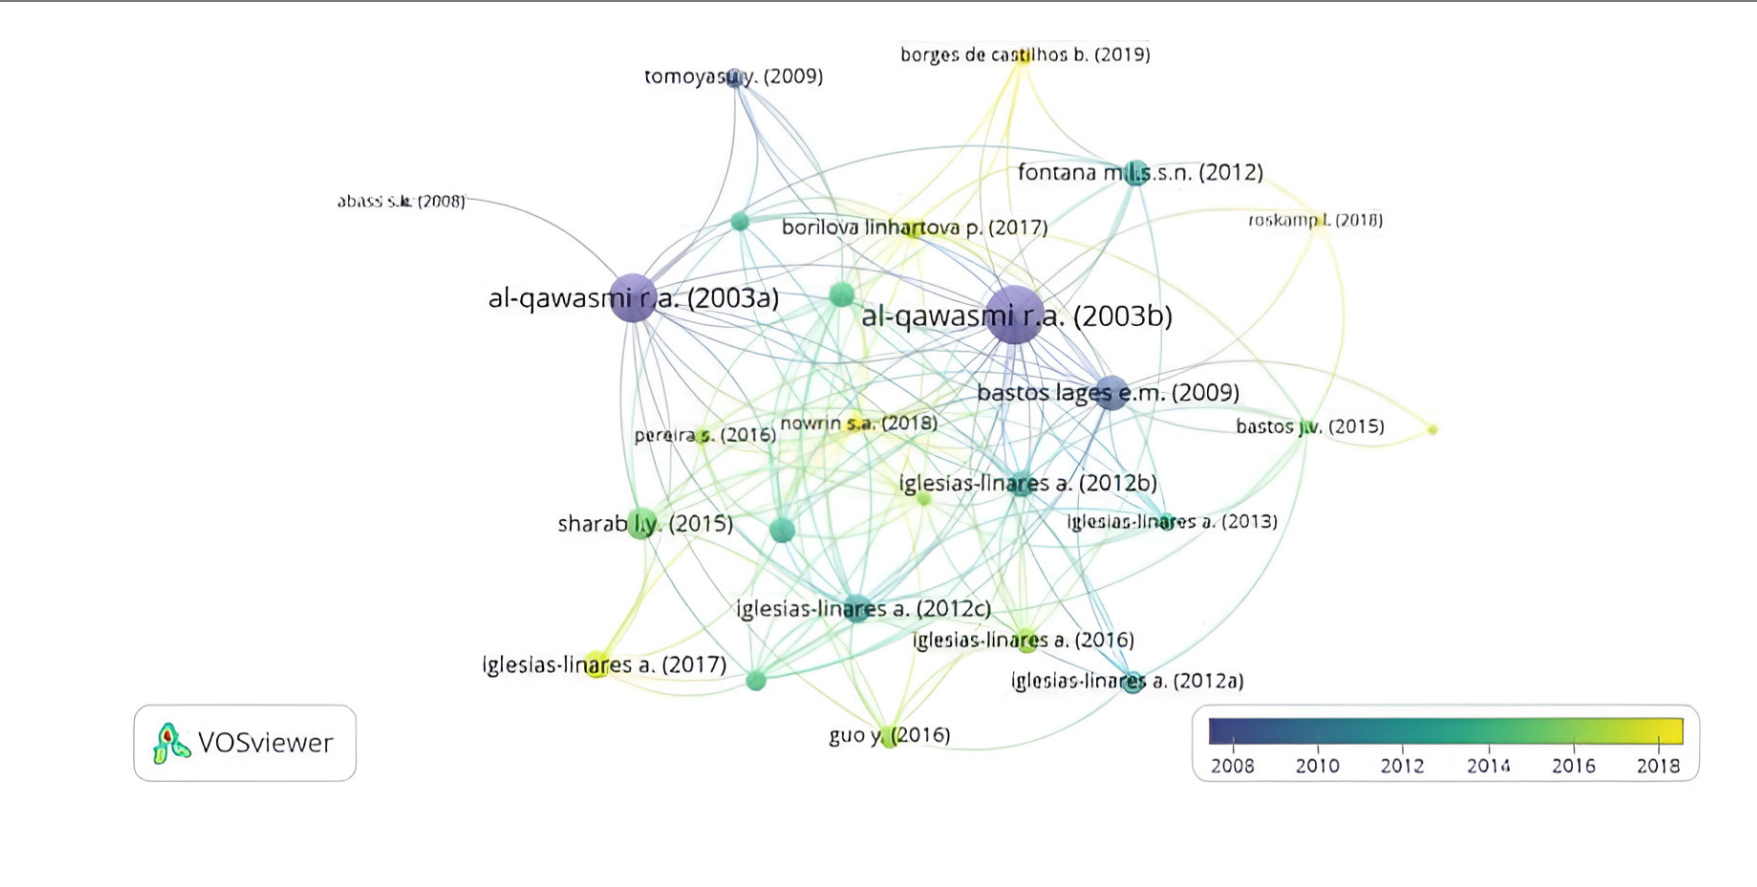 borges de castilhos b. (2019)
tomoyasu y. (2009)
fontana m.l.s.s.n. (2012)
abass s.k. (2008)
roskamp l. (2018)
borilova linhartova p. (2017)
al-qawasmi r.a. (2003a)
al-qawasmi r.a. (2003b)
bastos lages e.m. (2009)
nowrin s.a. (2018)
bastos j.v. (2015)
pereira s. (2016)
iglesias-linares a. (2012b)
sharab l.y. (2015)
iglesias-linares a. (2013)
iglesias-linares a. (2012c)
iglesias-linares a. (2016)
iglesias-linares a. (2017)
iglesias-linares a. (2012a)
guo y. (2016)
VOSviewer
2008 2010 2012 2014 2016 2018